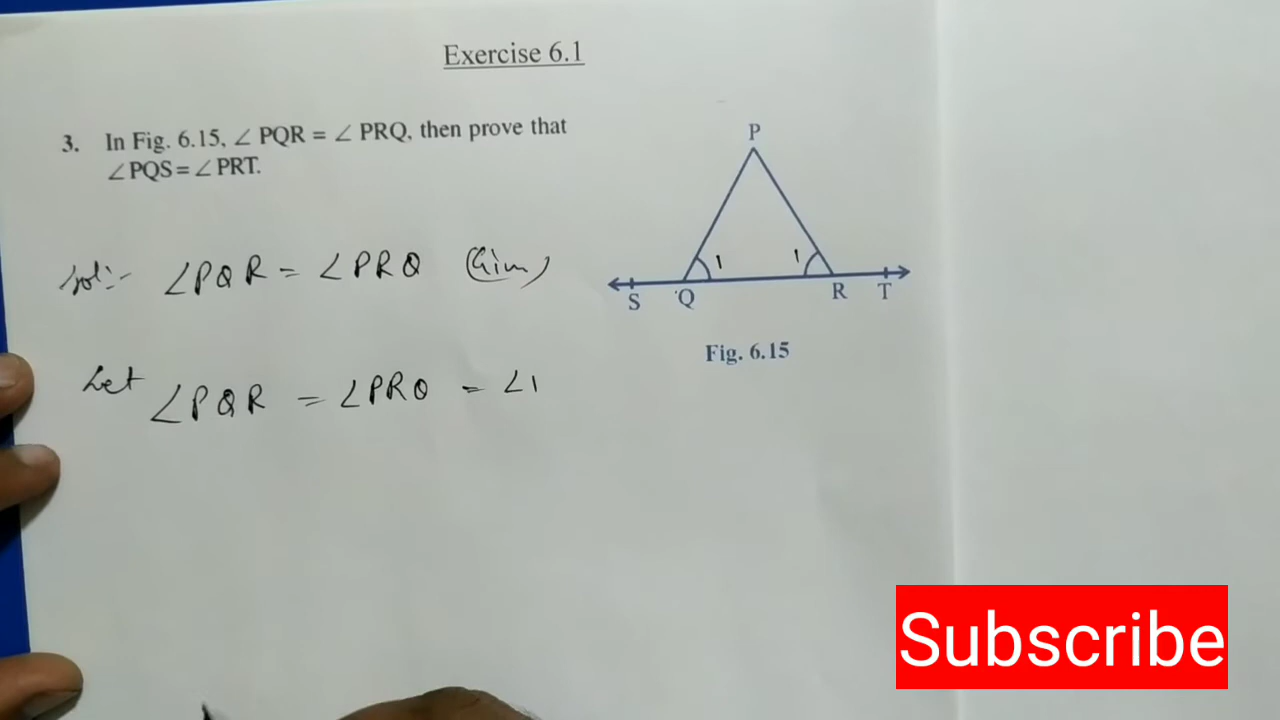 Exercise 6.1
3. In Fig. 6.15, ∠ PQR = ∠ PRQ, then prove that
∠PQS = ∠ PRT.
P
1 1
S Q R T
Fig. 6.15
Sol:- ∠PQR = ∠PRQ
Let ∠PQR = ∠PRQ = ∠1
Subscribe